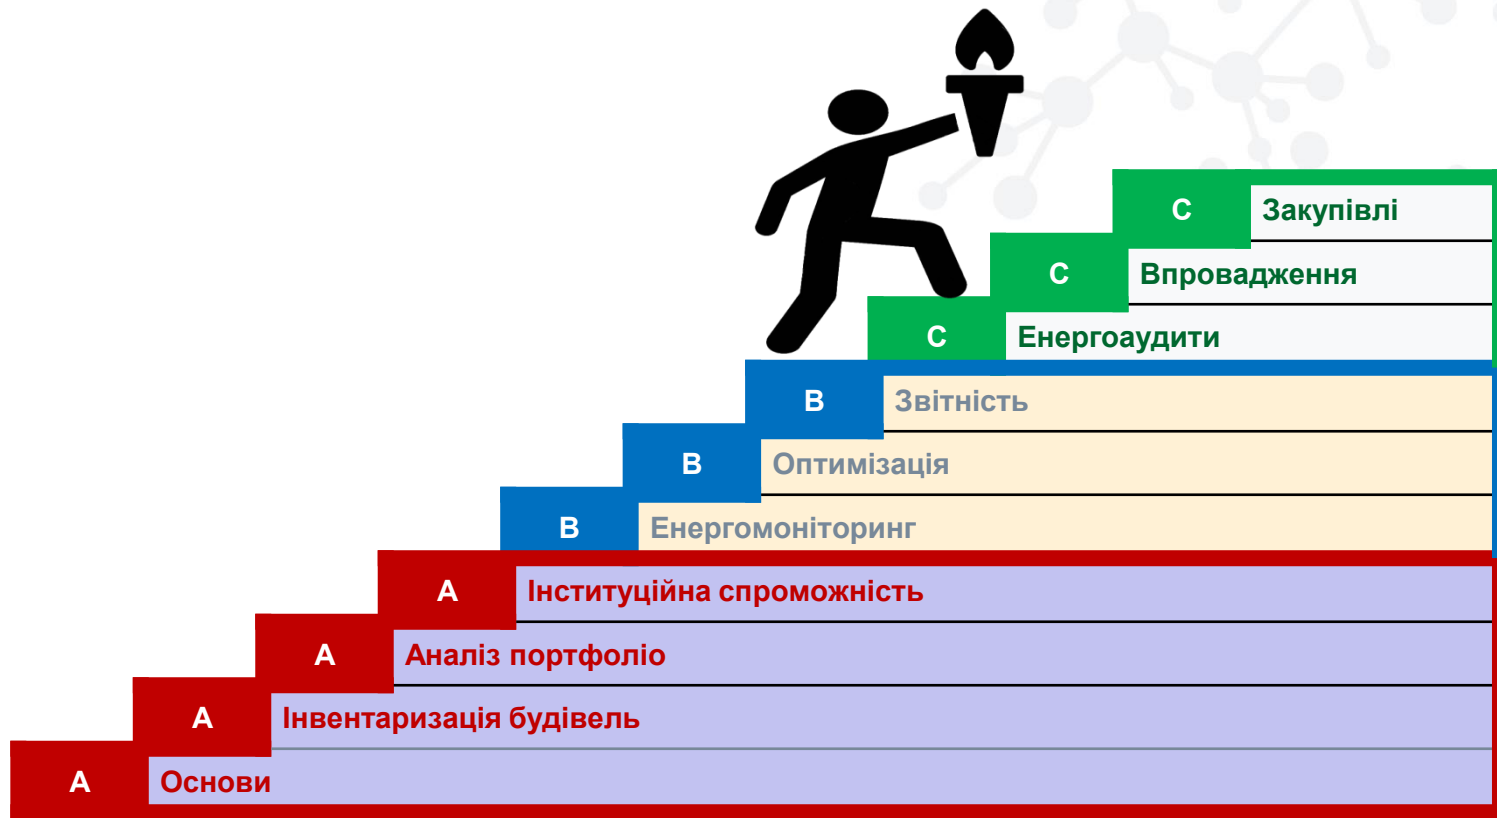 C Закупівлі
C Впровадження
C Енергоаудити
B Звітність
B Оптимізація
B Енергомоніторинг
A Інституційна спроможність
A Аналіз портфоліо
A Інвентаризація будівель
A Основи